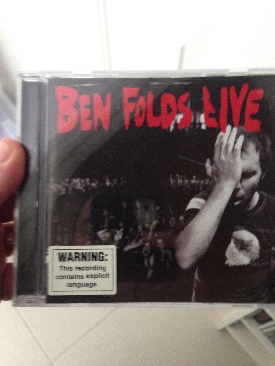 BEN FOLDS LIVE
WARNING:
This recording
contains explicit
language